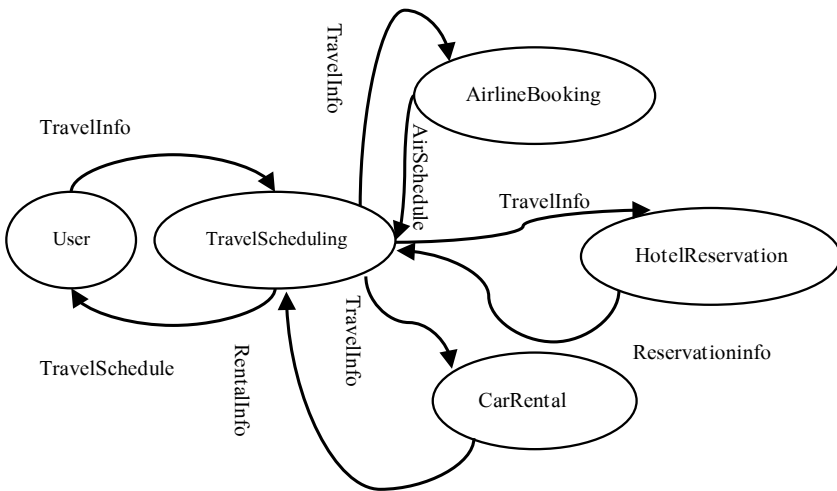 TravelInfo
AirlineBooking
TravelInfo
AirSchedule
TravelInfo
User
TravelScheduling
HotelReservation
TravelInfo
Reservationinfo
TravelSchedule
RentalInfo
CarRental